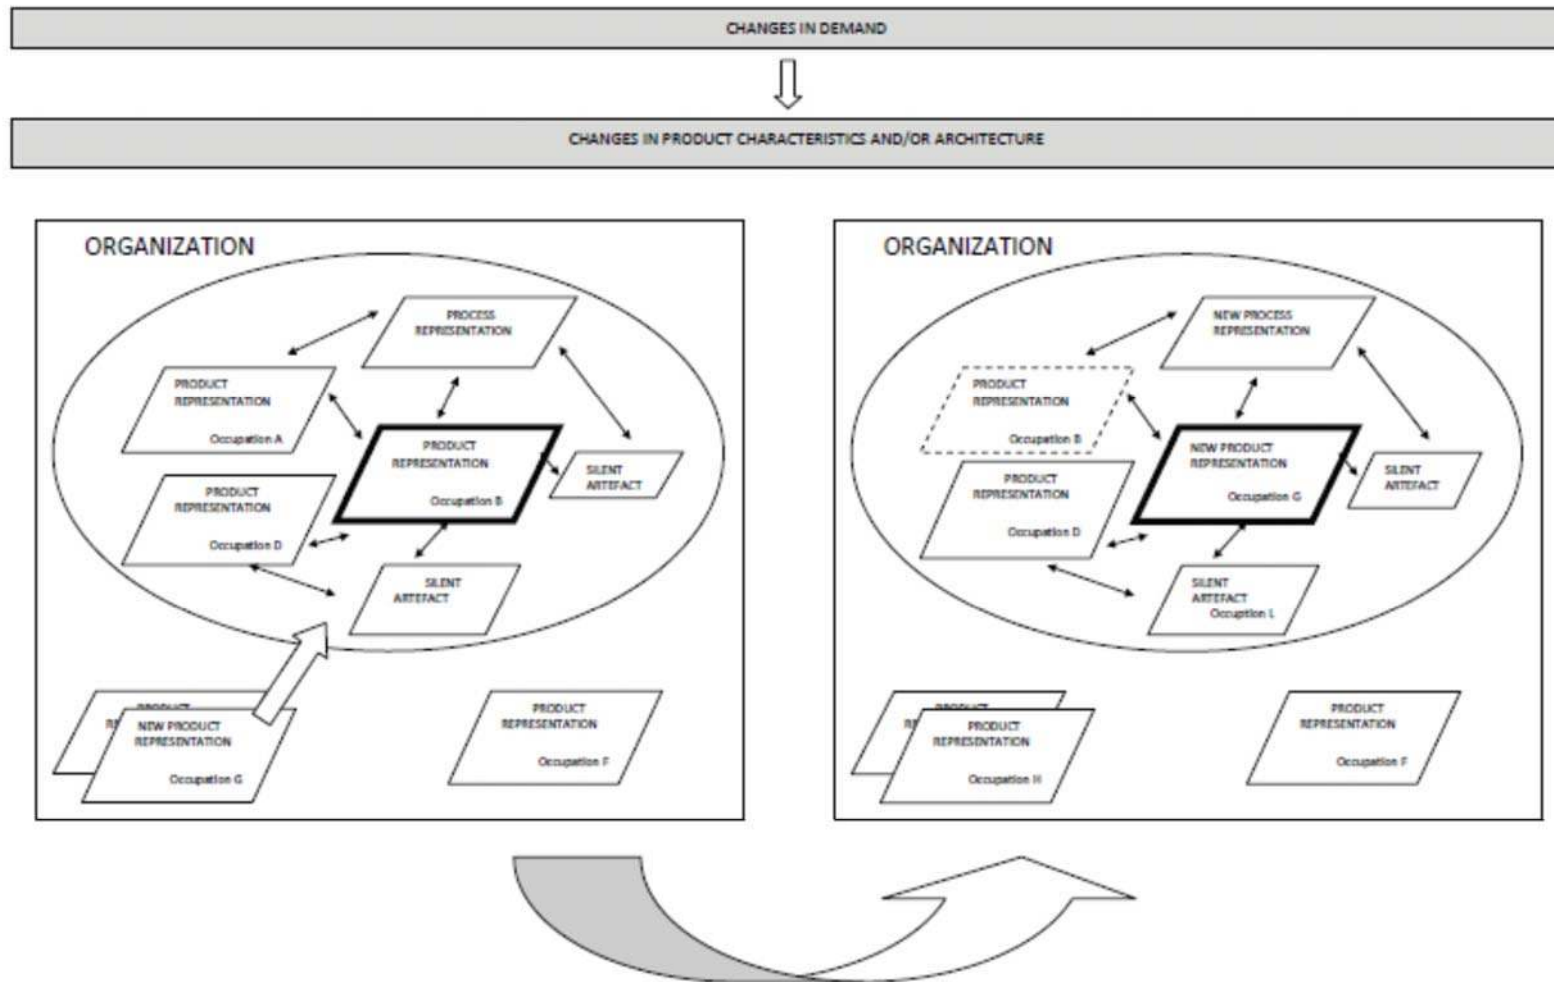 CHANGES IN DEMAND
CHANGES IN PRODUCT CHARACTERISTICS AND/OR ARCHITECTURE
ORGANIZATION
PROCESS
REPRESENTATION
PRODUCT
REPRESENTATION
Occupation A
PRODUCT
REPRESENTATION
Occupation B
SILENT
ARTEFACT
PRODUCT
REPRESENTATION
Occupation D
SILENT
ARTEFACT
NEW PRODUCT
REPRESENTATION
Occupation G
PRODUCT
REPRESENTATION
Occupation F
ORGANIZATION
NEW PROCESS
REPRESENTATION
PRODUCT
REPRESENTATION
Occupation B
NEW PRODUCT
REPRESENTATION
Occupation G
SILENT
ARTEFACT
PRODUCT
REPRESENTATION
Occupation D
SILENT
ARTEFACT
Occuption L
PRODUCT
REPRESENTATION
Occupation H
PRODUCT
REPRESENTATION
Occupation F